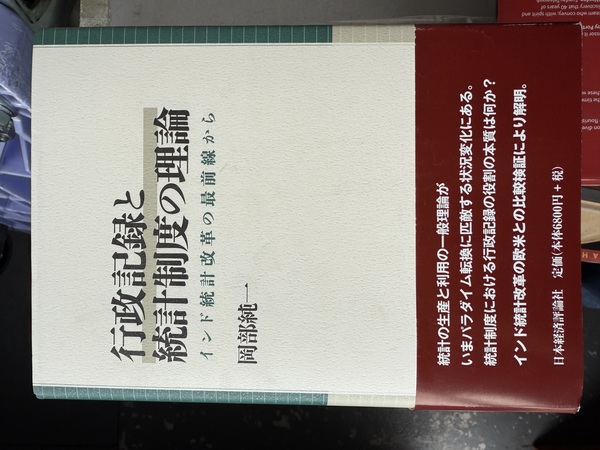 行政記録と
統計制度の理論
インド統計改革の最前線から
岡部純一
統計の生産と利用の一般理論が
いまパラダイム転換に匹敵する状況変化にある。
統計制度における行政記録の役割の本質は何か?
インド統計改革の欧米との比較検証により解明。
日本経済評論社 定価(本体6800円+税)